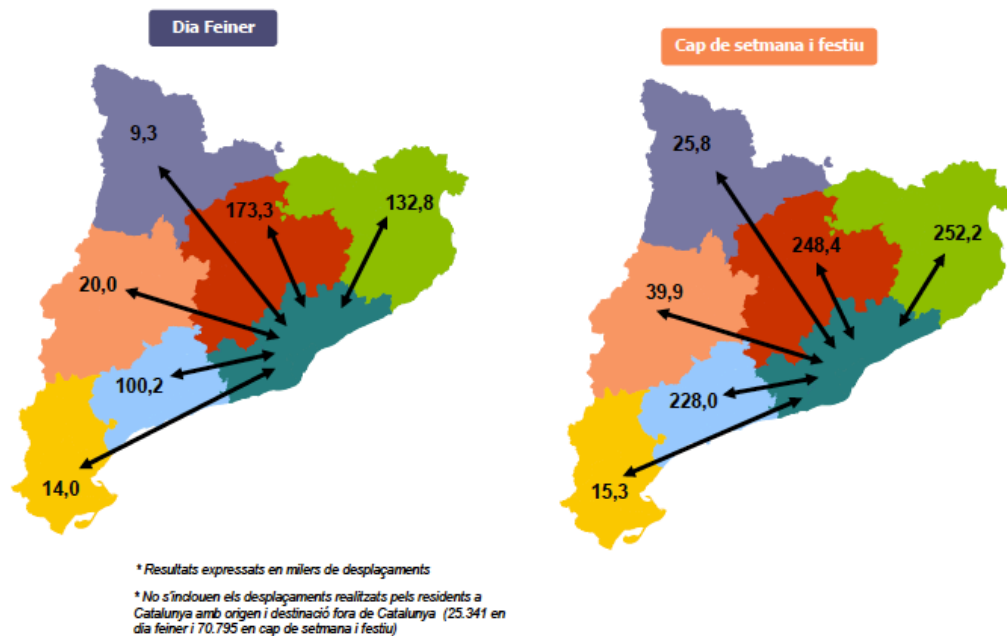 Dia Feiner
Cap de setmana i festiu
9,3
173,3
132,8
20,0
100,2
14,0
25,8
248,4
252,2
39,9
228,0
15,3
* Resultats expressats en milers de desplaçaments
* No s'inclouen els desplaçaments realitzats pels residents a
Catalunya amb origen i destinació fora de Catalunya (25.341 en
dia feiner i 70.795 en cap de setmana i festiu)